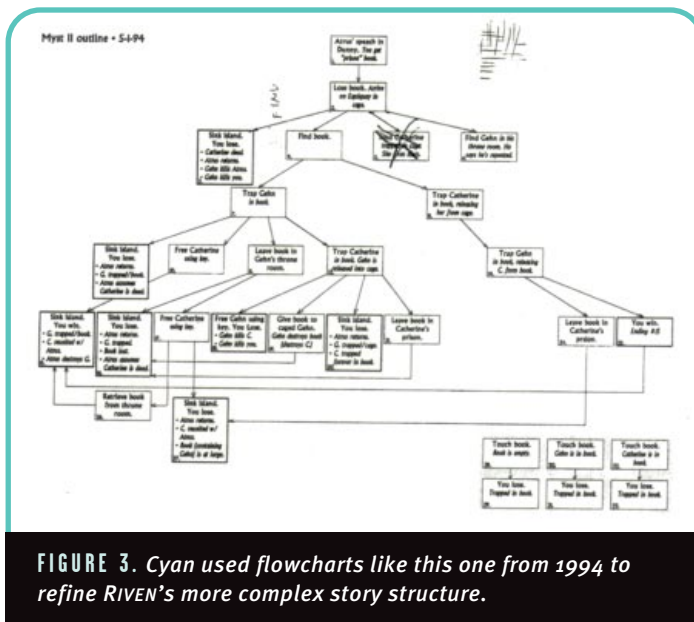 Myst II outline • 5-1-94
Atrus' speech in
Dunny. You get
"prison" book.
Lose book. Arrive
on Equiquay in
cage.
FIND
Sink Island.
You lose.
• Catherine dead.
• Atrus returns.
• Gehn kills Atrus.
• Gehn kills you.
Find book.
Find Gehn in his
throne room. He
says he's repented.
Trap Gehn
in book.
Trap Catherine
in book, releasing
her from cage.
Sink Island.
You lose.
• Atrus returns.
• G. trapped/book.
• Atrus assumes
Catherine is dead.
Free Catherine
using key.
Leave book in
Gehn's throne
room.
Trap Catherine
in book. Gehn is
released into cage.
Trap Gehn
in book, releasing
C. from book.
Sink Island.
You win.
• G. trapped/book.
• C. reunited w/
Atrus.
• Atrus destroys G.
Sink Island.
You lose.
• Atrus returns.
• G. trapped.
• Book lost.
• Atrus assumes
Catherine is dead.
Free Catherine
using key.
Free Gehn using
key. You Lose.
• Gehn kills C.
• Gehn kills you.
Give book to
caged Gehn.
Gehn destroys book
(destroys C.)
Sink Island.
You lose.
• Atrus returns.
• G. trapped/cage.
• C. trapped
forever in book.
Leave book in
Catherine's
prison.
Leave book in
Catherine's
prison.
You win.
Ending #1
Retrieve book
from throne
room.
Sink Island.
You lose.
• Atrus returns.
• C. reunited w/
Atrus.
• Book (containing
Gehn) is at large.
Touch book.
Book is empty.
Touch book.
Gehn is in book.
Touch book.
Catherine is in
book.
You lose.
Trapped in book.
You lose.
Trapped in book.
You lose.
Trapped in book.
FIGURE 3. Cyan used flowcharts like this one from 1994 to
refine RIVEN's more complex story structure.